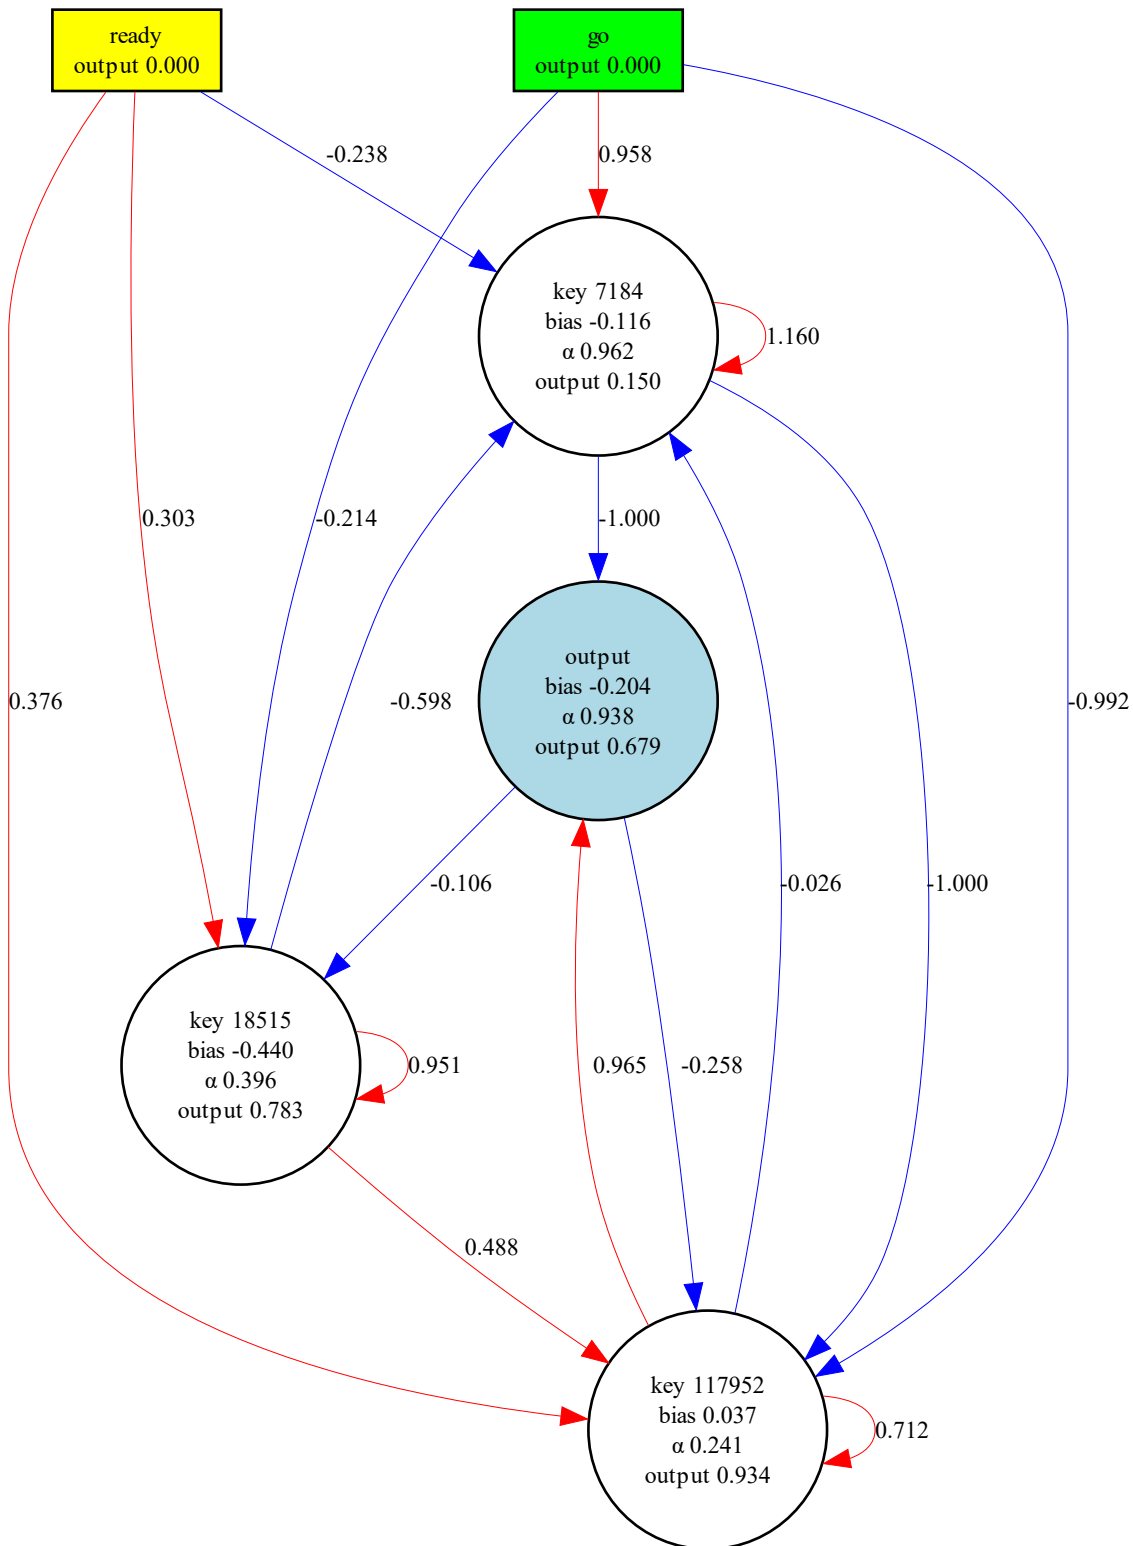 ready
output 0.000
go
output 0.000
-0.238
0.958
key 7184
bias -0.116
α 0.962
output 0.150
1.160
0.303
-0.214
-1.000
output
bias -0.204
α 0.938
output 0.679
0.376
-0.598
-0.992
-0.106
-0.026
-1.000
key 18515
bias -0.440
α 0.396
output 0.783
0.951
0.965
-0.258
0.488
key 117952
bias 0.037
α 0.241
output 0.934
0.712